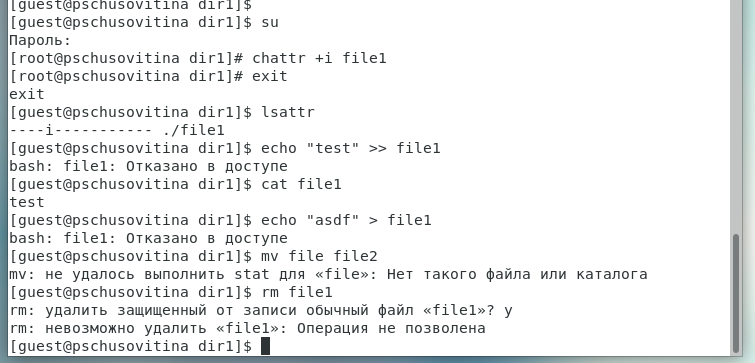 [guest@pschusovitina dir1]$
[guest@pschusovitina dir1]$ su
Пароль:
[root@pschusovitina dir1]# chattr +i file1
[root@pschusovitina dir1]# exit
exit
[guest@pschusovitina dir1]$ lsattr
----i----------- ./file1
[guest@pschusovitina dir1]$ echo "test" >> file1
bash: file1: Отказано в доступе
[guest@pschusovitina dir1]$ cat file1
test
[guest@pschusovitina dir1]$ echo "asdf" > file1
bash: file1: Отказано в доступе
[guest@pschusovitina dir1]$ mv file file2
mv: не удалось выполнить stat для «file»: Нет такого файла или каталога
[guest@pschusovitina dir1]$ rm file1
rm: удалить защищенный от записи обычный файл «file1»? y
rm: невозможно удалить «file1»: Операция не позволена
[guest@pschusovitina dir1]$